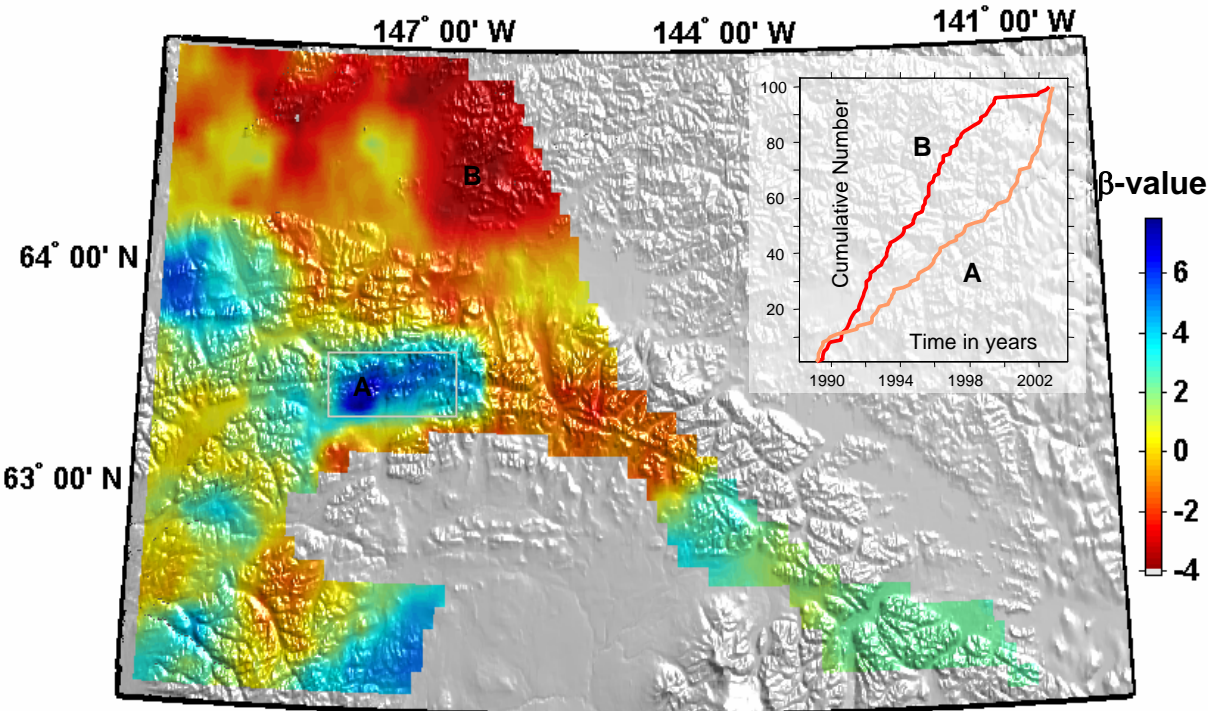 147° 00' W
144° 00' W
141° 00' W
64° 00' N
63° 00' N
A
B
100
80
60
40
20
Cumulative Number
B
A
Time in years
1990 1994 1998 2002
β-value
6
4
2
0
-2
-4